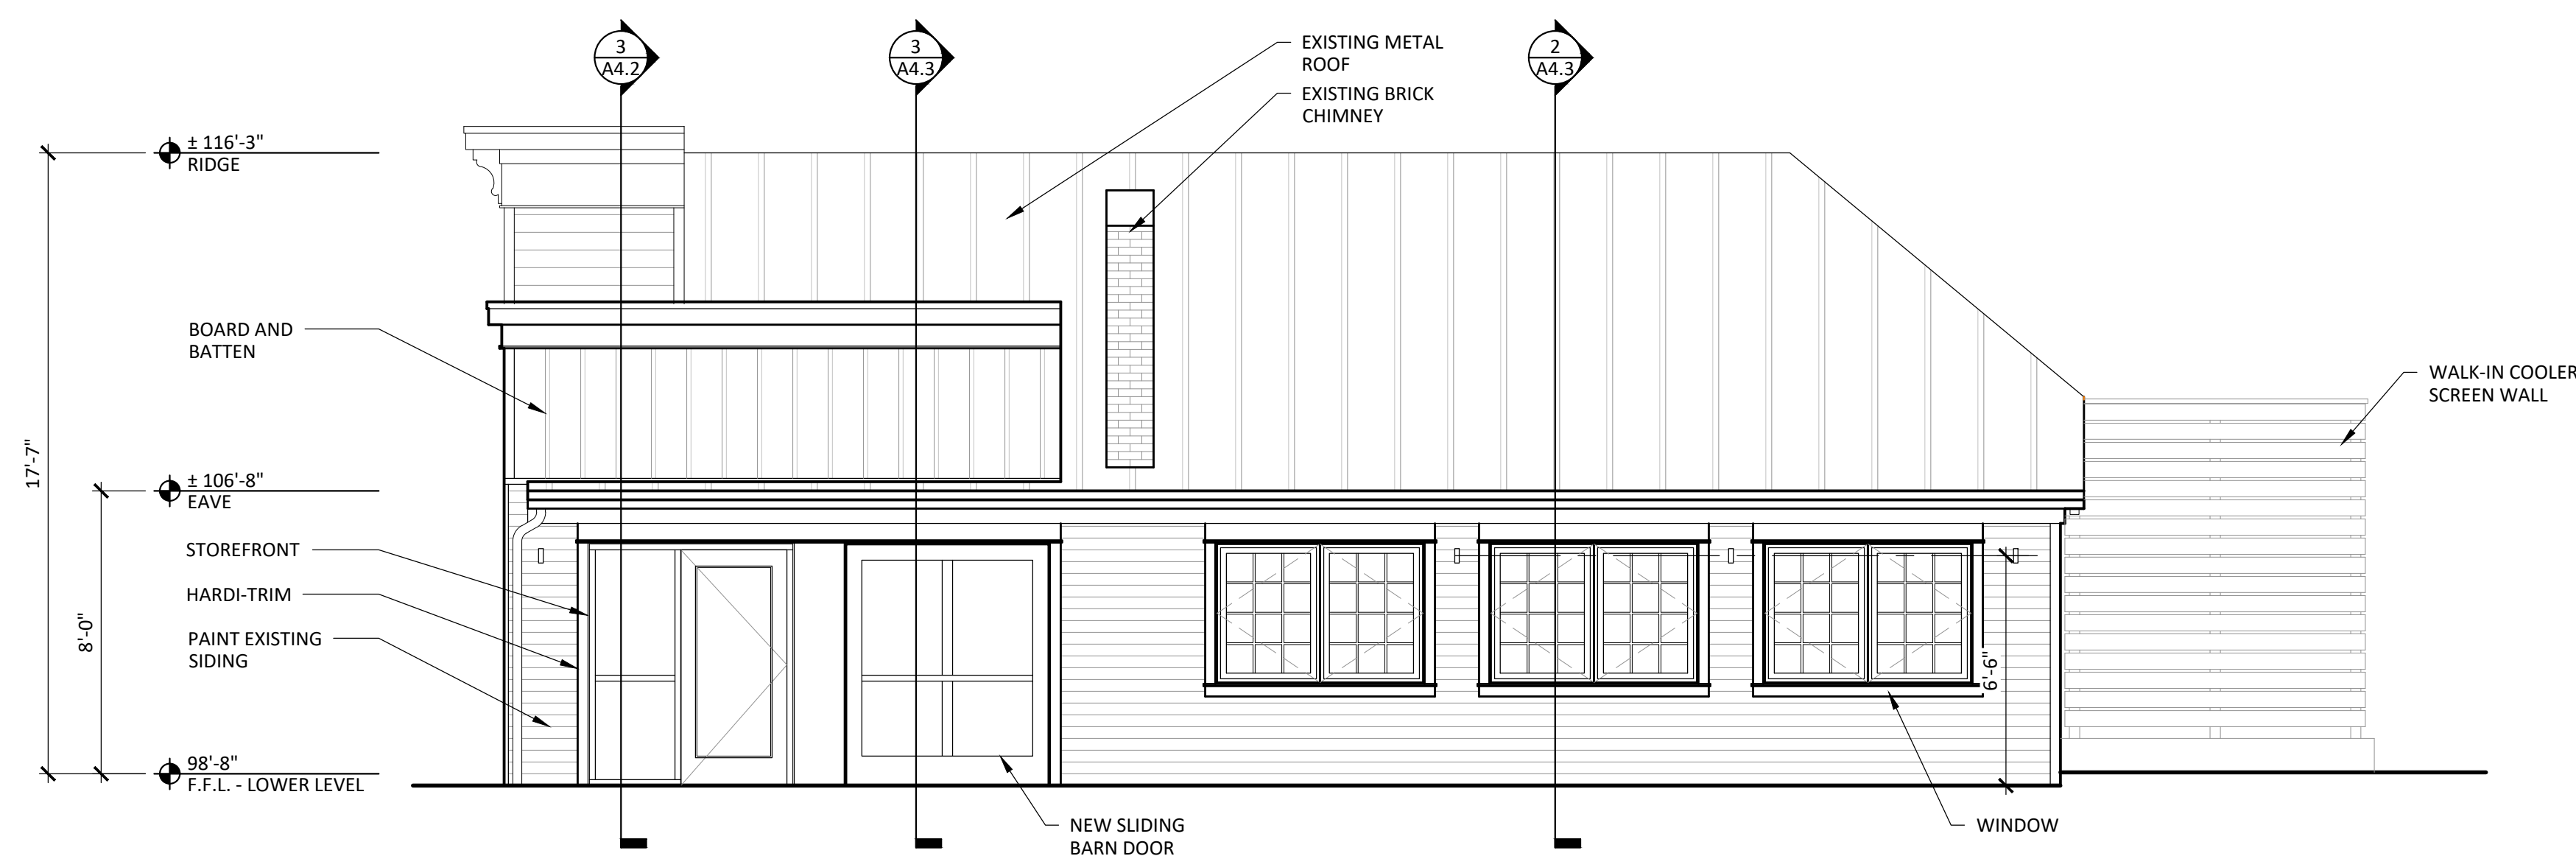 3
A4.2
3
A4.3
2
A4.3
EXISTING METAL
ROOF
EXISTING BRICK
CHIMNEY
± 116'-3"
RIDGE
17'-7"
BOARD AND
BATTEN
WALK-IN COOLER
SCREEN WALL
± 106'-8"
EAVE
8'-0"
STOREFRONT
HARDI-TRIM
PAINT EXISTING
SIDING
6'-6"
98'-8"
F.F.L. - LOWER LEVEL
NEW SLIDING
BARN DOOR
WINDOW